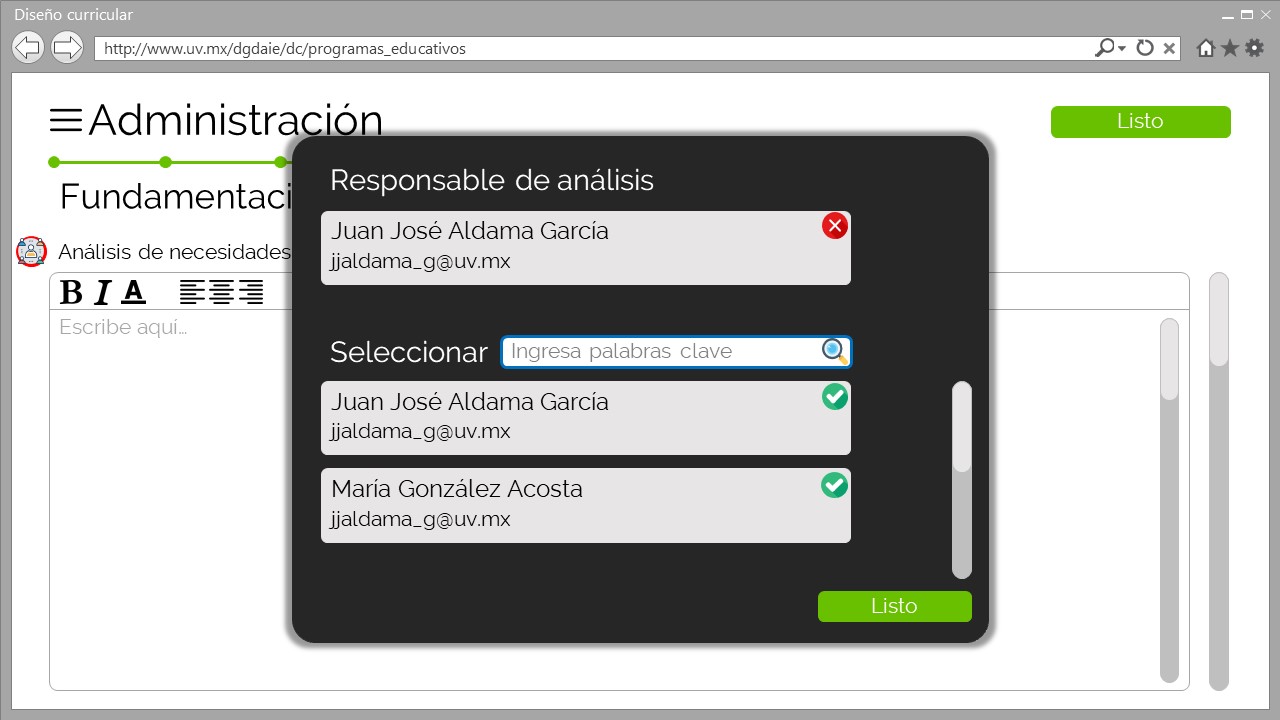 Diseño curricular
http://www.uv.mx/dgdaie/dc/programas_educativos
Administración
Listo
Fundamentaci
Análisis de necesidades
B I A
Escribe aquí...
Responsable de análisis
Juan José Aldama García
jjaldama_g@uv.mx
Seleccionar
Ingresa palabras clave
Juan José Aldama García
jjaldama_g@uv.mx
María González Acosta
jjaldama_g@uv.mx
Listo